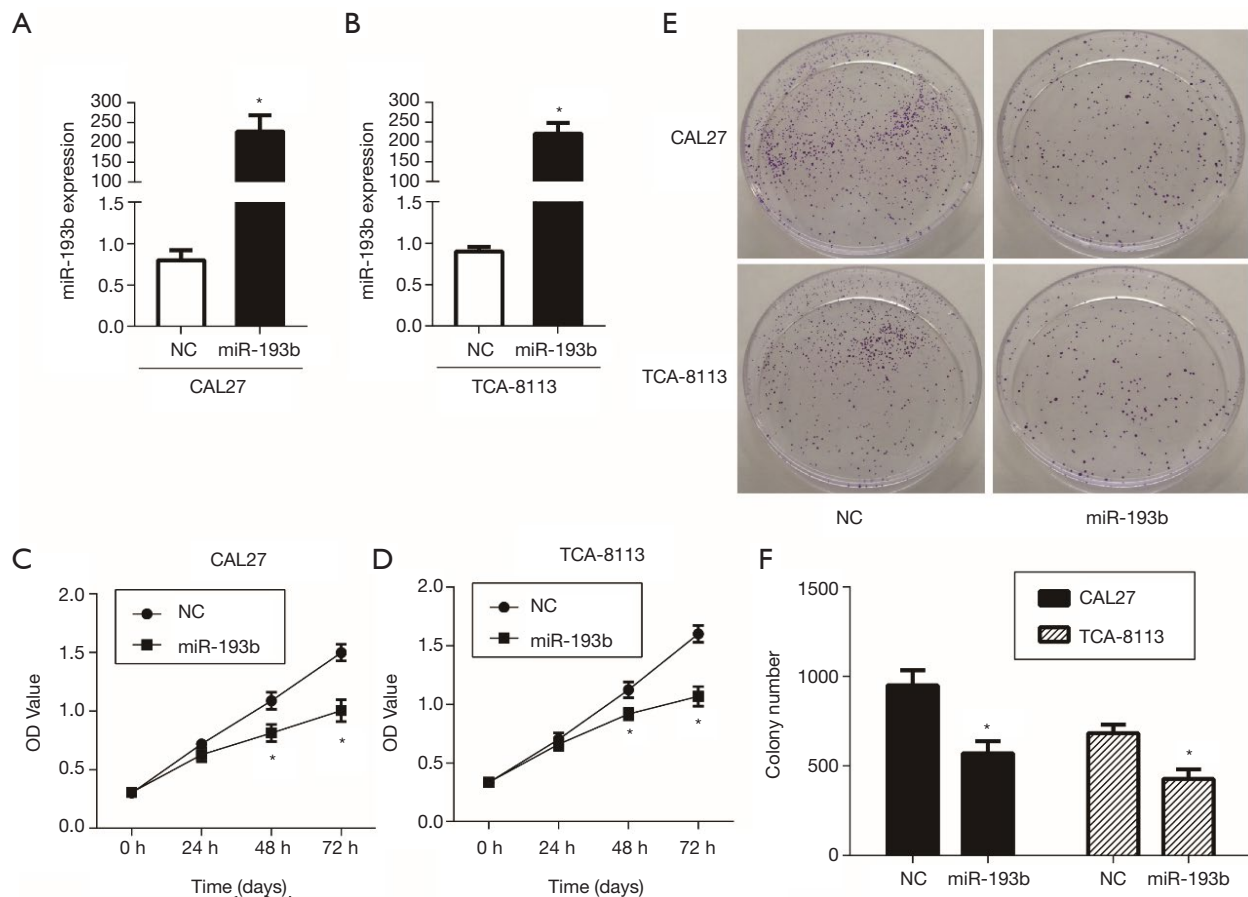 A
miR-193b expression
300
250
200
150
100
1.5
1.0
0.5
0.0
*
NC miR-193b
CAL27
B
miR-193b expression
300
250
200
150
100
1.5
1.0
0.5
0.0
*
NC miR-193b
TCA-8113
E
CAL27
TCA-8113
NC miR-193b
C
CAL27
OD Value
2.0
1.5
1.0
0.5
0.0
NC
miR-193b
* *
0 h 24 h 48 h 72 h
Time (days)
D
TCA-8113
OD Value
2.0
1.5
1.0
0.5
0.0
NC
miR-193b
* *
0 h 24 h 48 h 72 h
Time (days)
F
Colony number
1500
1000
500
0
CAL27
TCA-8113
* *
NC miR-193b NC miR-193b